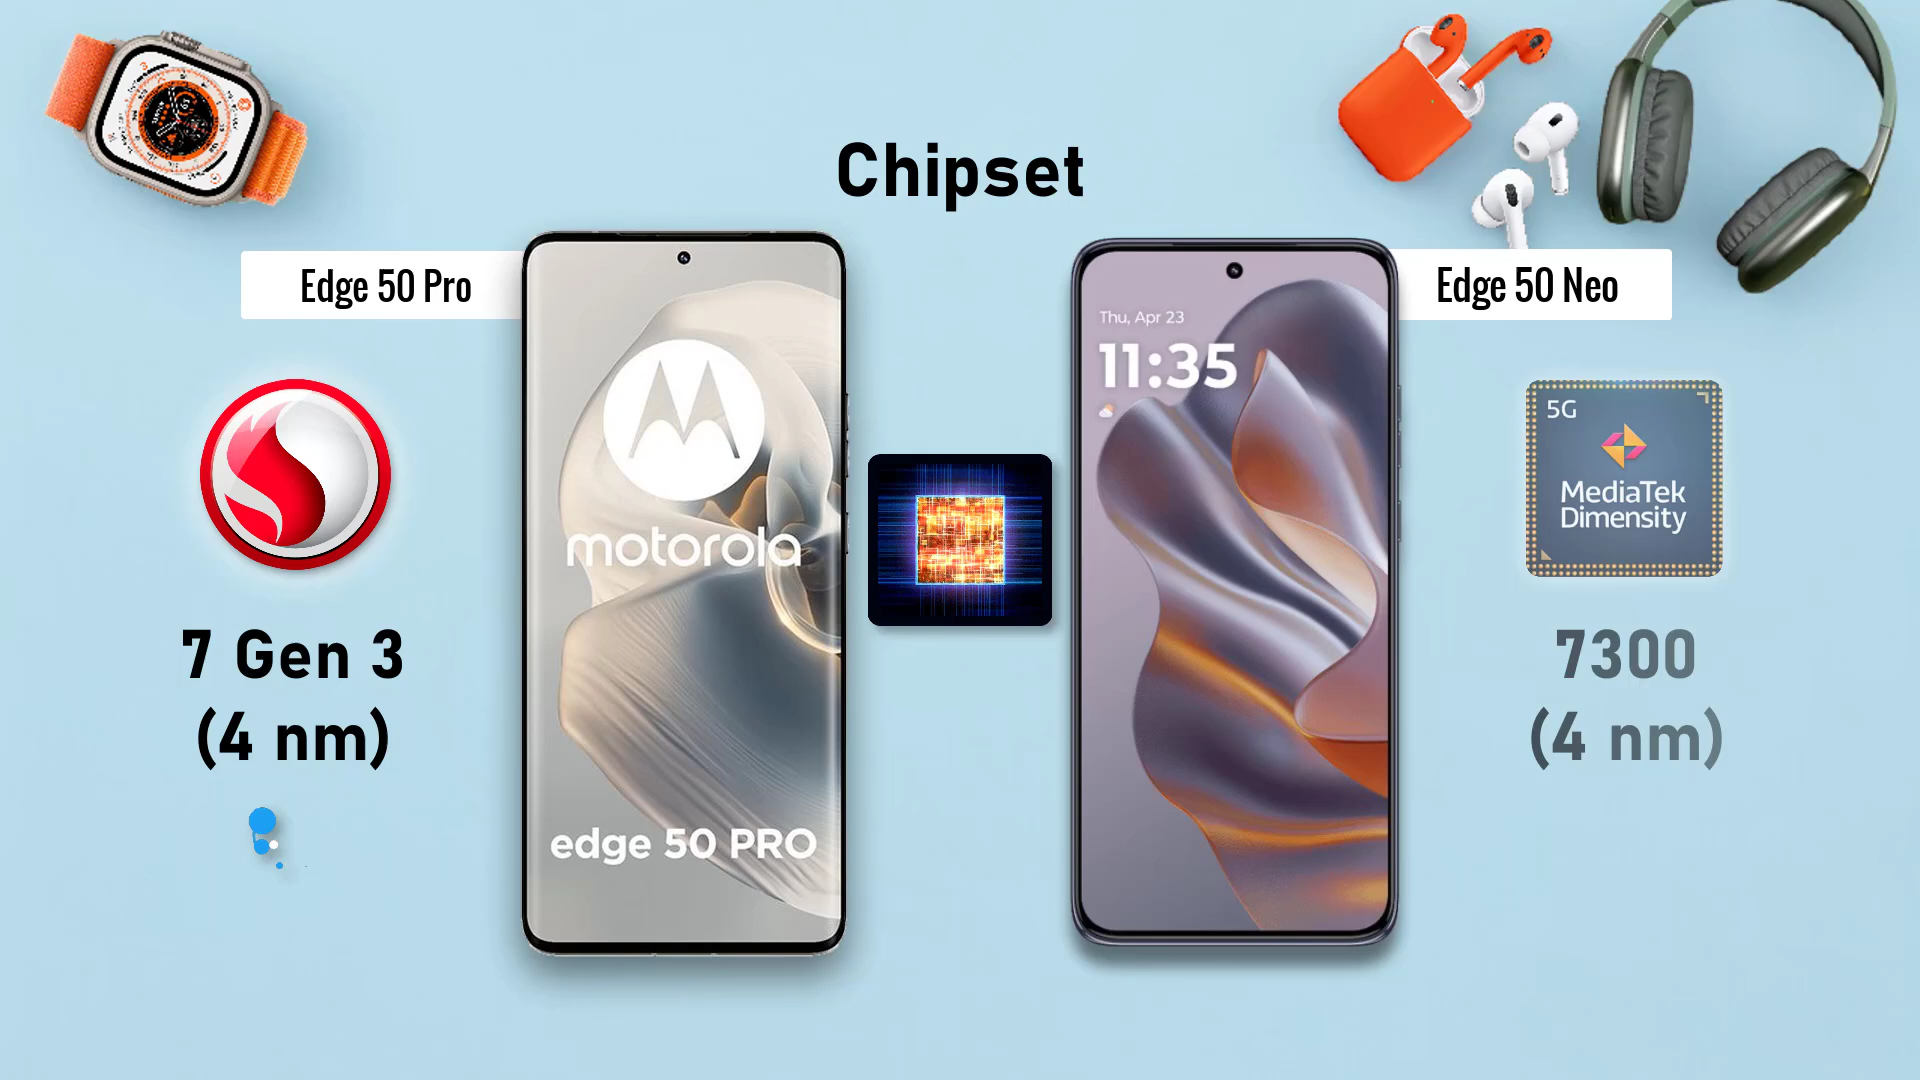 Chipset
Edge 50 Pro
Edge 50 Neo
Thu, Apr 23
11:35
motorola
5G
MediaTek
Dimensity
7 Gen 3
(4 nm)
7300
(4 nm)
edge 50 PRO